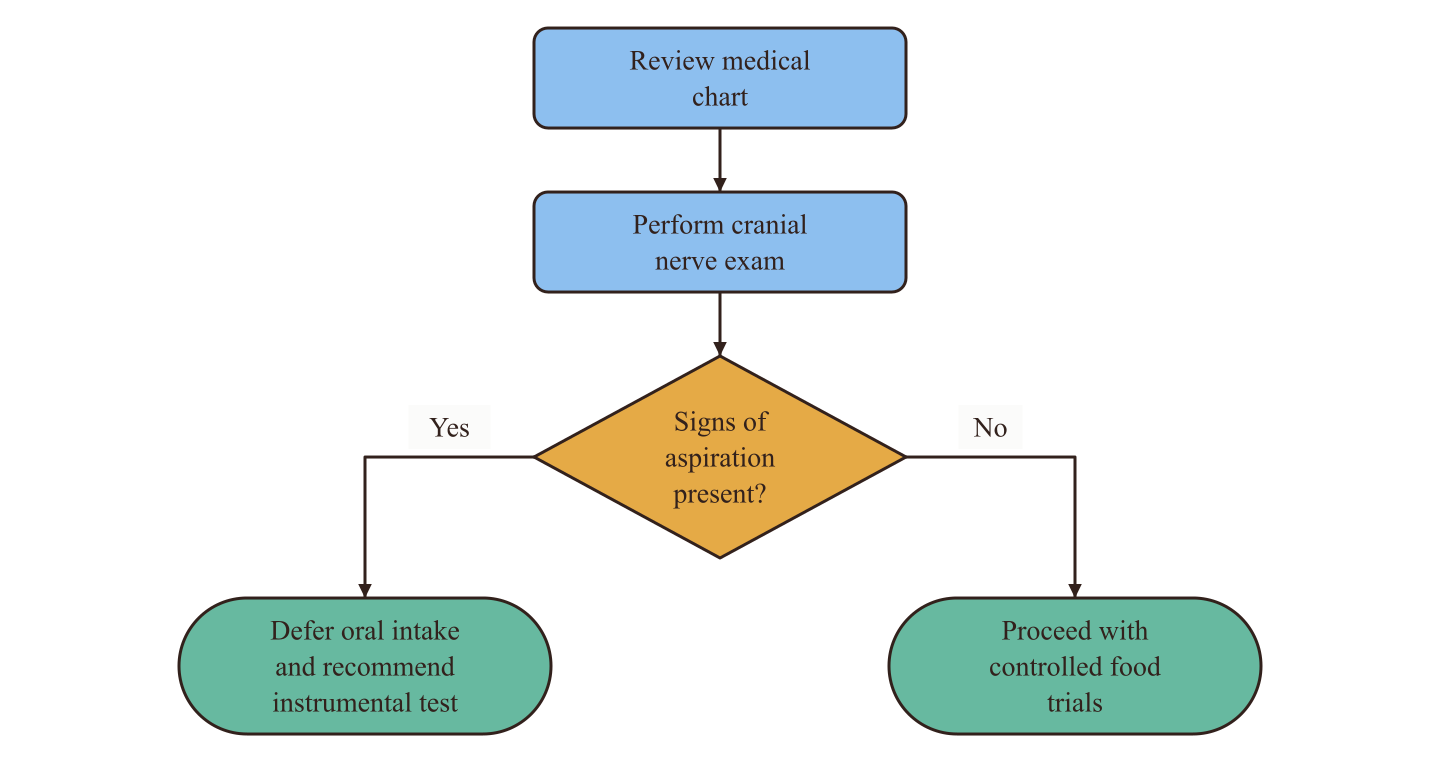 Review medical
chart
Perform cranial
nerve exam
Signs of
aspiration
present?
Yes
No
Defer oral intake
and recommend
instrumental test
Proceed with
controlled food
trials